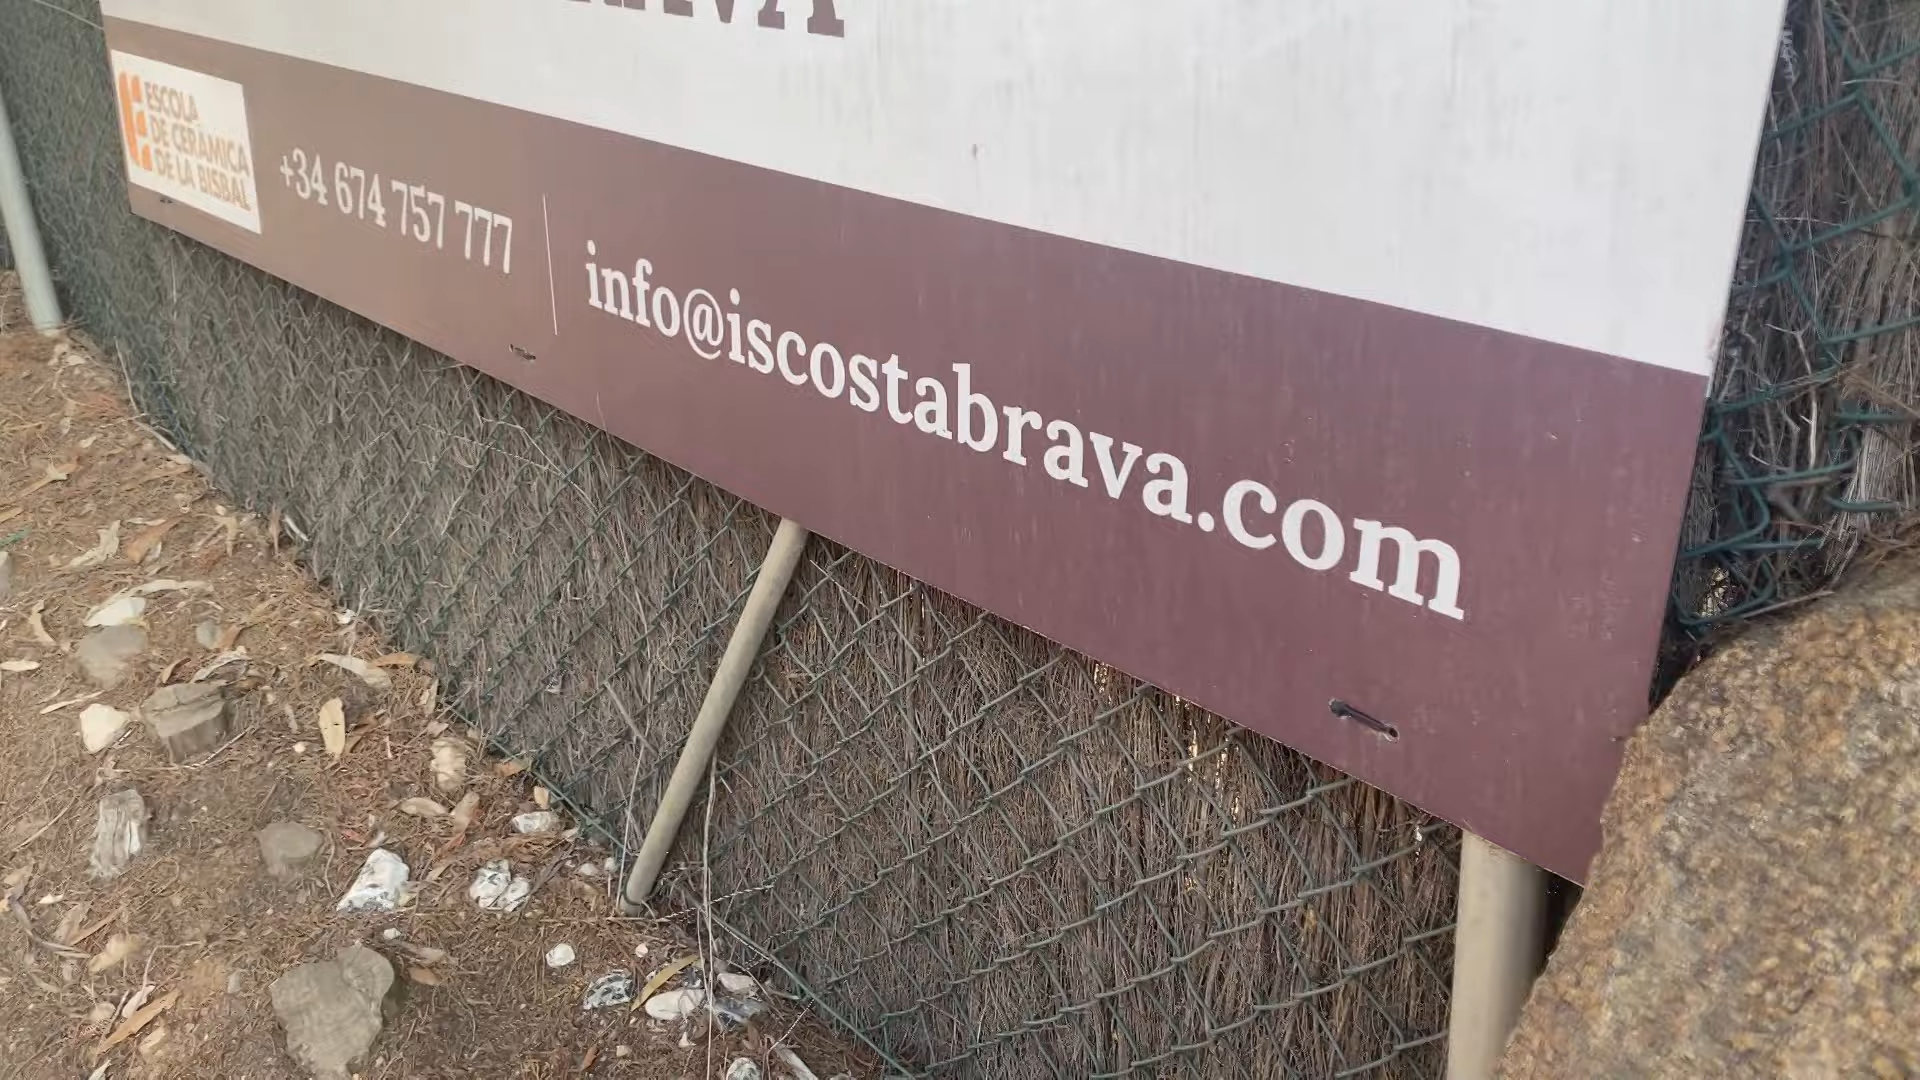 ESCOLA
DE CERÀMICA
DE LA BISBAL
+34 674 757 777
info@iscostabrava.com